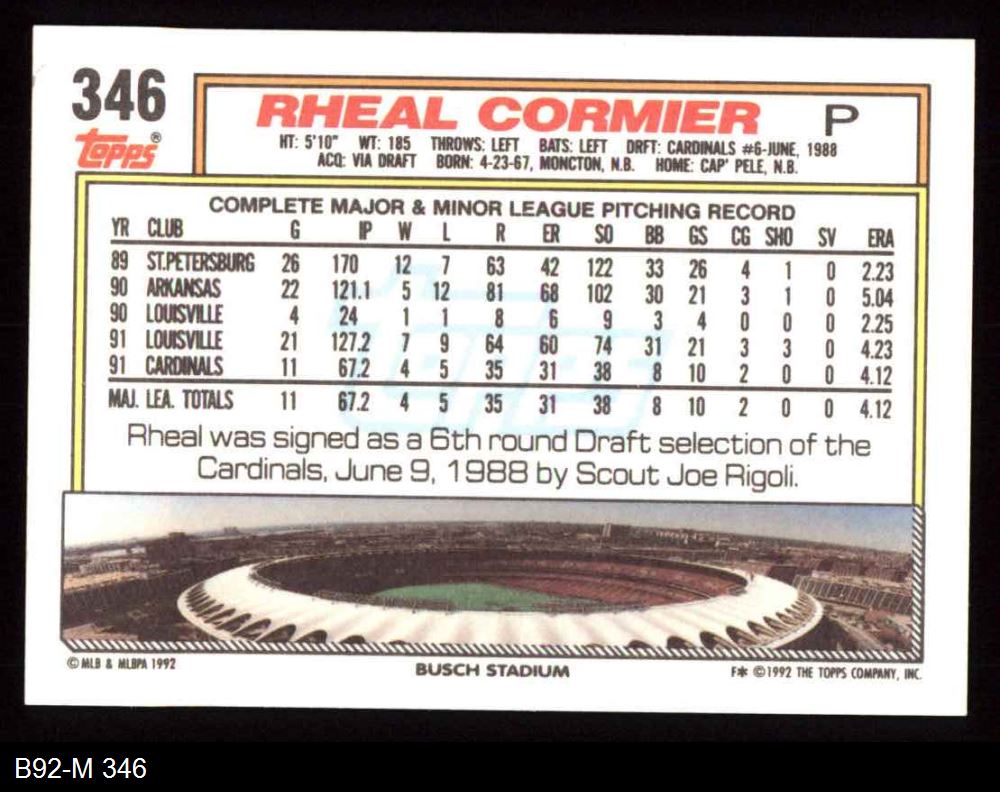 346
Topps®
RHEAL CORMIER P
HT: 5'10" WT: 185 THROWS: LEFT BATS: LEFT DRFT: CARDINALS #6-JUNE, 1988
ACQ: VIA DRAFT BORN: 4-23-67, MONCTON, N.B. HOME: CAP' PELE, N.B.
COMPLETE MAJOR & MINOR LEAGUE PITCHING RECORD
YR CLUB G IP W L R ER SO BB GS CG SHO SV ERA
89 ST.PETERSBURG 26 170 12 7 63 42 122 33 26 4 1 0 2.23
90 ARKANSAS 22 121.1 5 12 81 68 102 30 21 3 1 0 5.04
90 LOUISVILLE 4 24 1 1 8 6 9 3 4 0 0 0 2.25
91 LOUISVILLE 21 127.2 7 9 64 60 74 31 21 3 3 0 4.23
91 CARDINALS 11 67.2 4 5 35 31 38 8 10 2 0 0 4.12
MAJ. LEA. TOTALS 11 67.2 4 5 35 31 38 8 10 2 0 0 4.12
Rheal was signed as a 6th round Draft selection of the
Cardinals, June 9, 1988 by Scout Joe Rigoli.
© MLB & MLBPA 1992
BUSCH STADIUM
F* ©1992 THE TOPPS COMPANY, INC.
B92-M 346